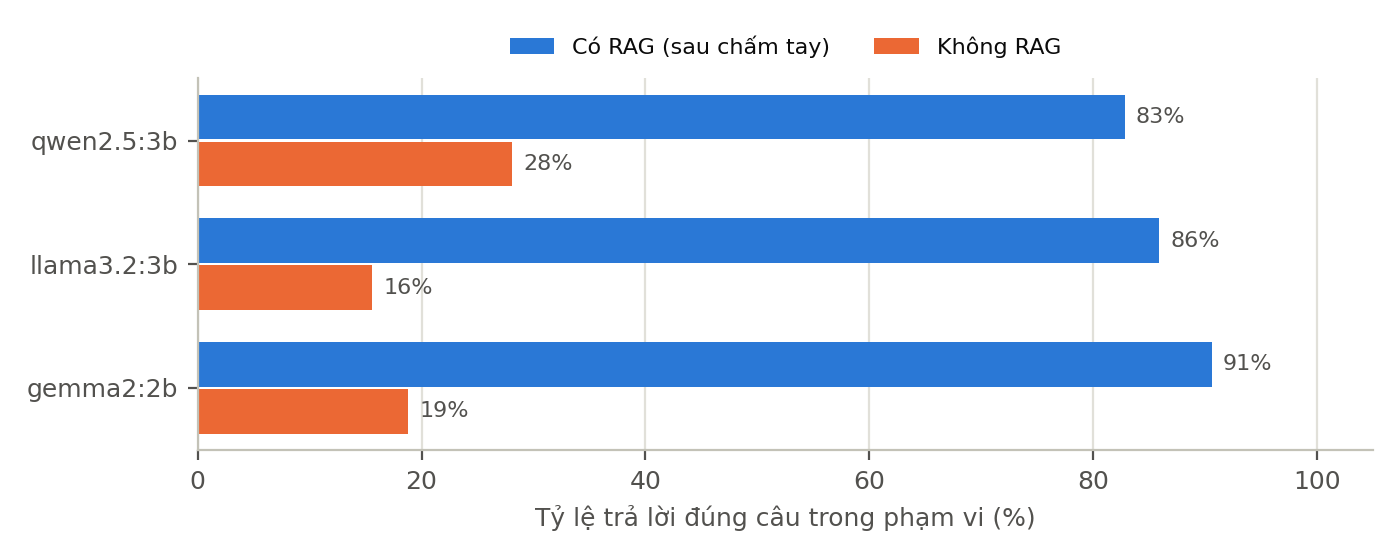 Có RAG (sau chấm tay) Không RAG
qwen2.5:3b 83%
28%
llama3.2:3b 86%
16%
gemma2:2b 91%
19%
0 20 40 60 80 100
Tỷ lệ trả lời đúng câu trong phạm vi (%)